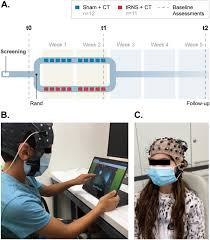 A.
Sham + CT
n=12
tRNS + CT
n=11
Baseline
Assessments
t0
t1
t2
Week 1
Week 2
Week 3
Week 4
Week 5
Screening
Rand
Follow-up
B.
C.